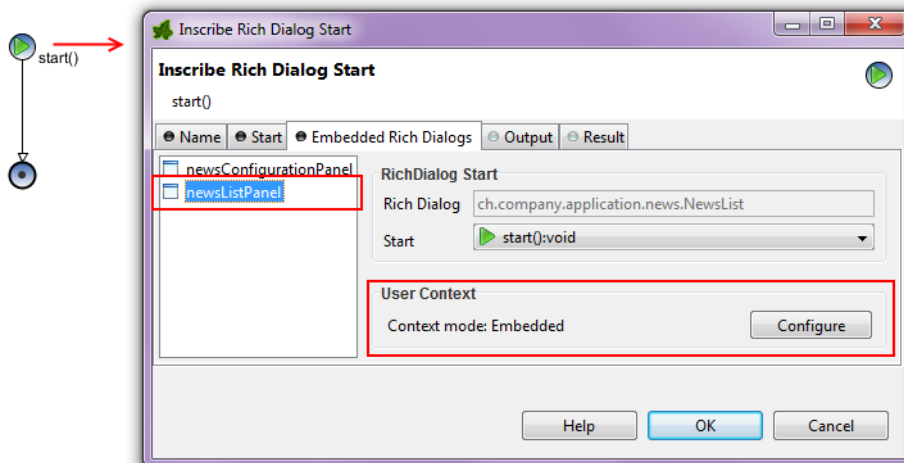 Inscribe Rich Dialog Start
start()
Inscribe Rich Dialog Start
start()
Name Start Embedded Rich Dialogs Output Result
newsConfigurationPanel
newsListPanel
RichDialog Start
Rich Dialog ch.company.application.news.NewsList
Start start():void
User Context
Context mode: Embedded Configure
Help OK Cancel